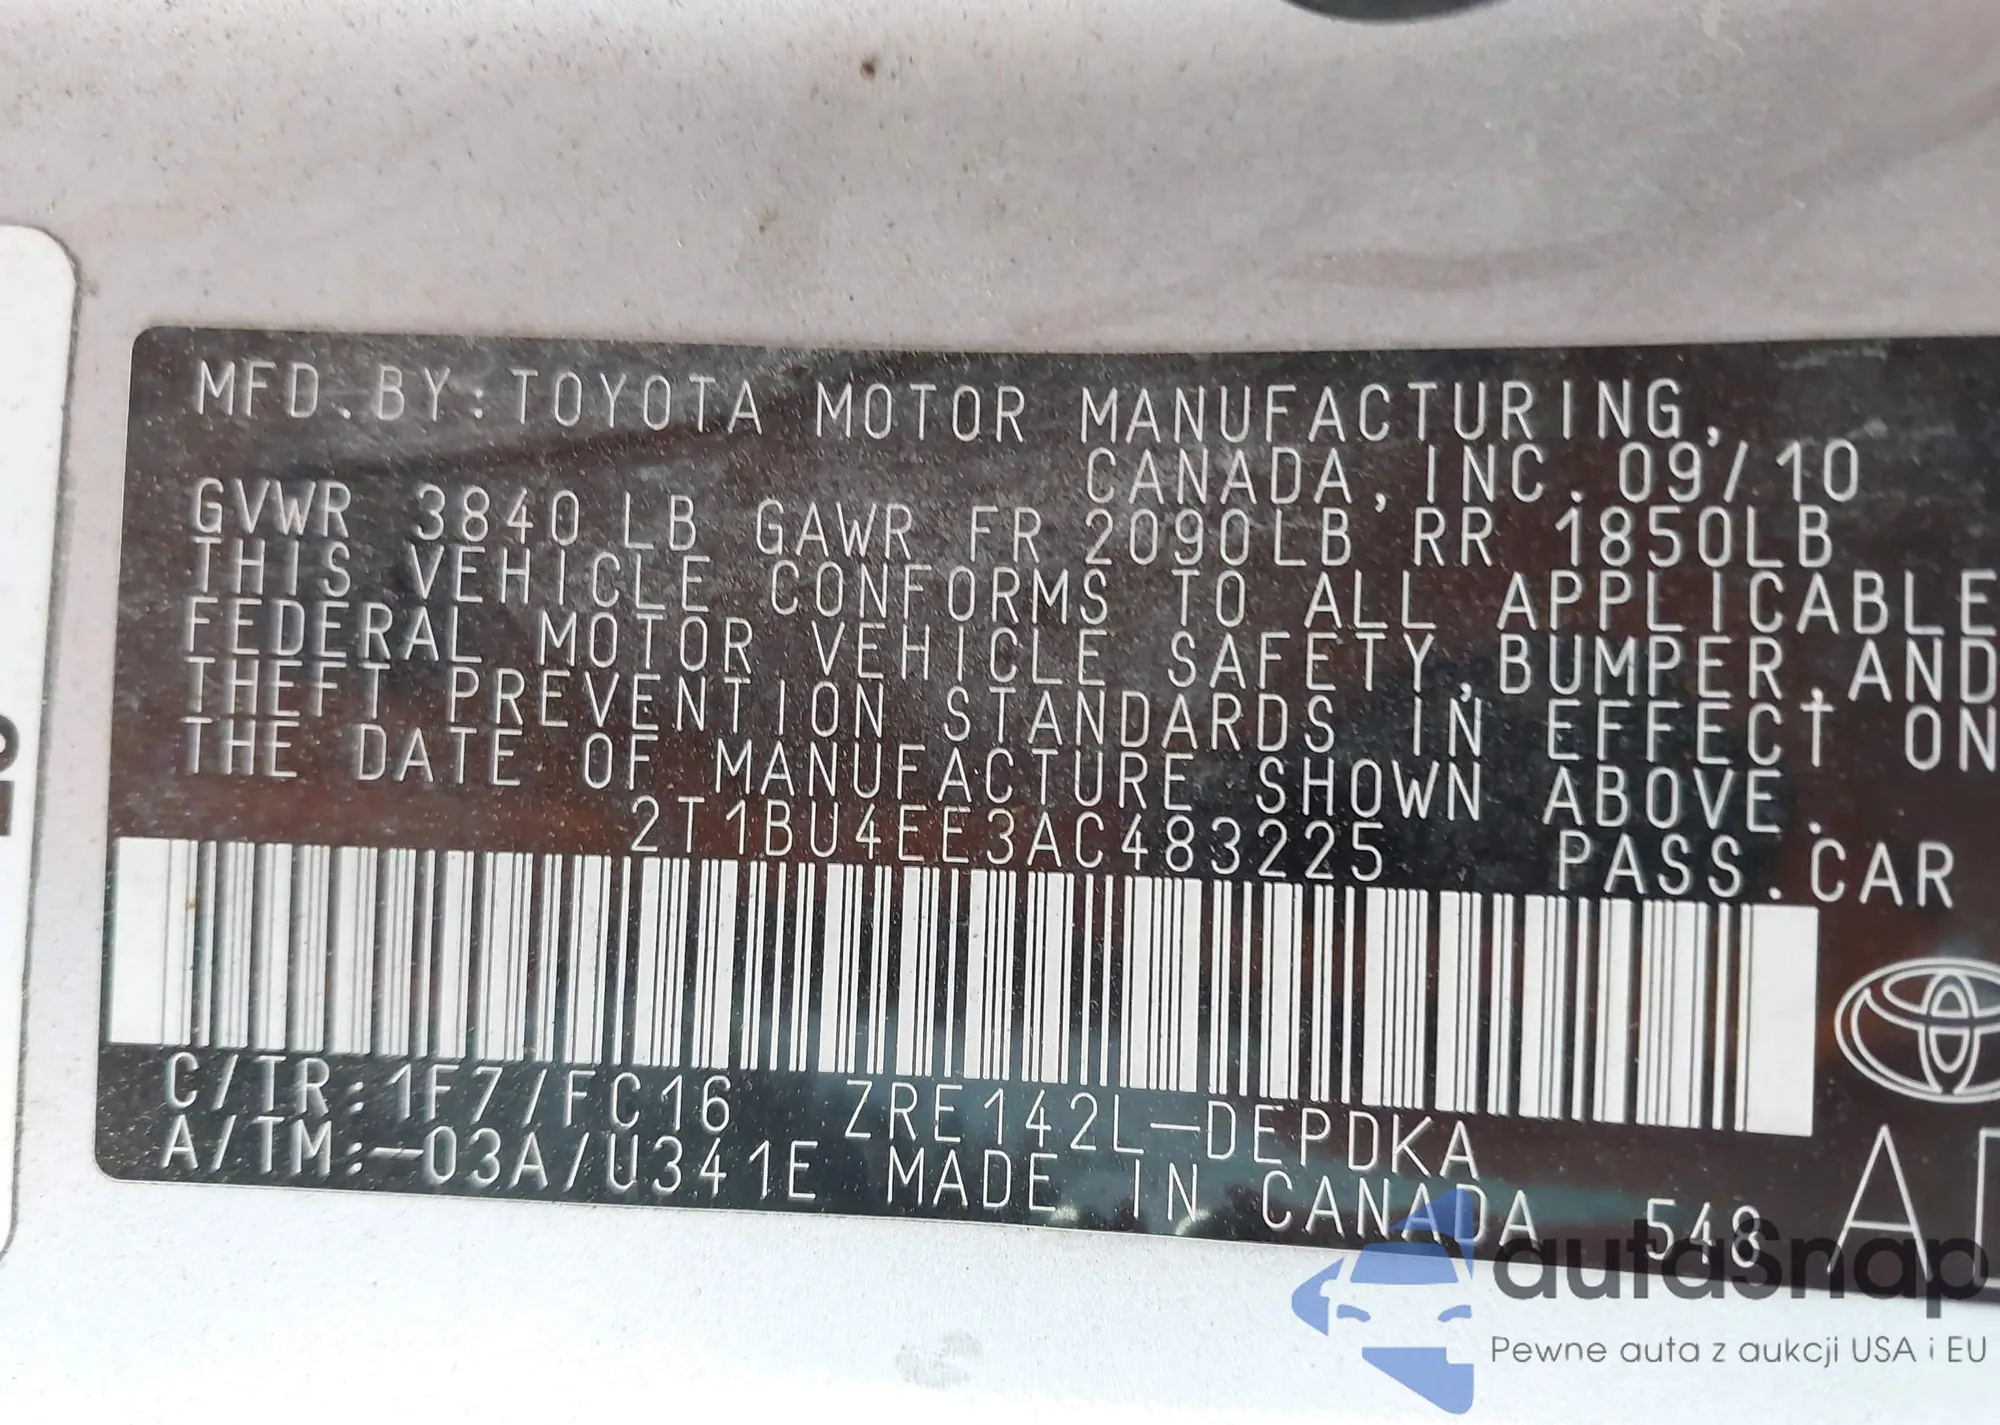 MFD.BY:TOYOTA MOTOR MANUFACTURING,
CANADA, INC. 09/10
GVWR 3840 LB GAWR FR 2090LB RR 1850LB
THIS VEHICLE CONFORMS TO ALL APPLICABLE
FEDERAL MOTOR VEHICLE SAFETY,BUMPER,AND
THEFT PREVENTION STANDARDS IN EFFECT ON
THE DATE OF MANUFACTURE SHOWN ABOVE.
2T1BU4EE3AC483225 PASS.CAR
C/TR:1F7/FC16 ZRE142L-DEPDKA
A/TM:-03A/U341E MADE IN CANADA 548
autaSnap
Pewne auta z aukcji USA i EU